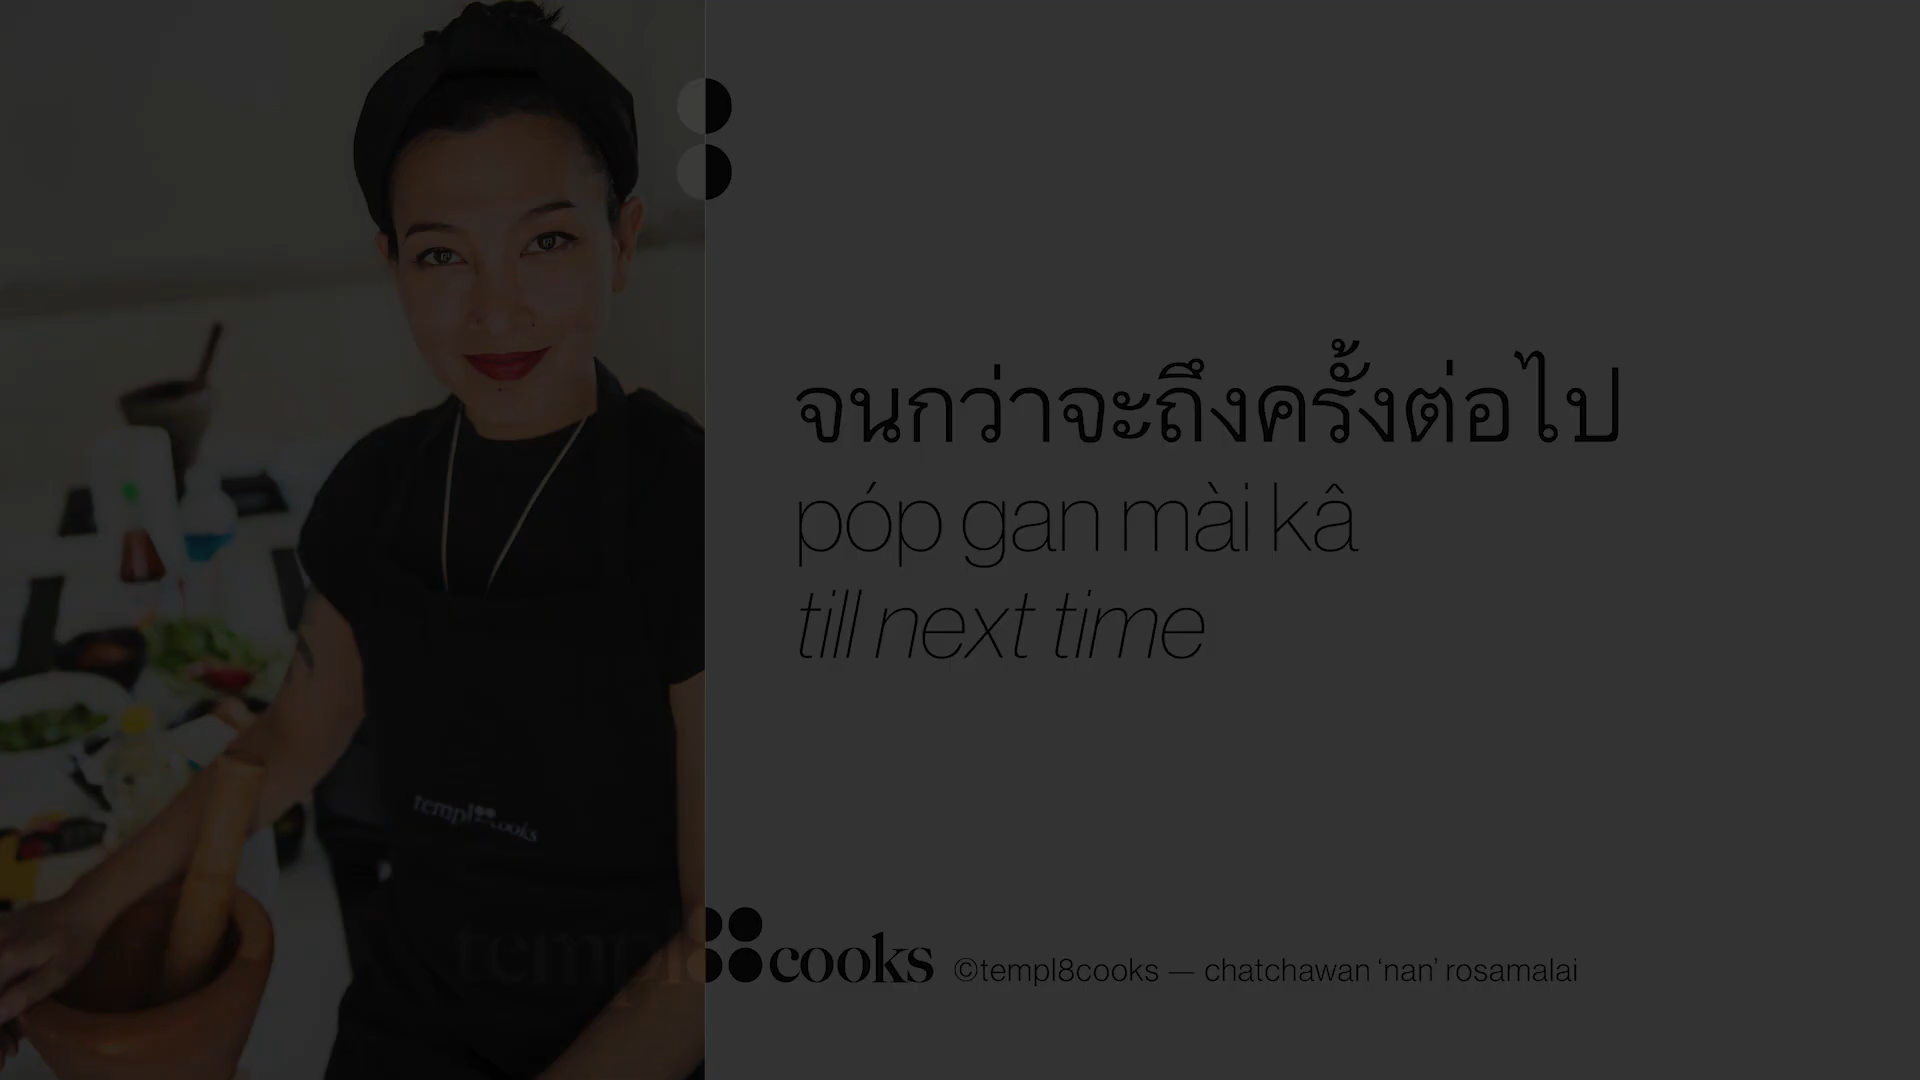 จนกว่าจะถึงครั้งต่อไป
póp gan mài kâ
till next time
templ8cooks
templ8cooks ©templ8cooks — chatchawan ‘nan’ rosamalai